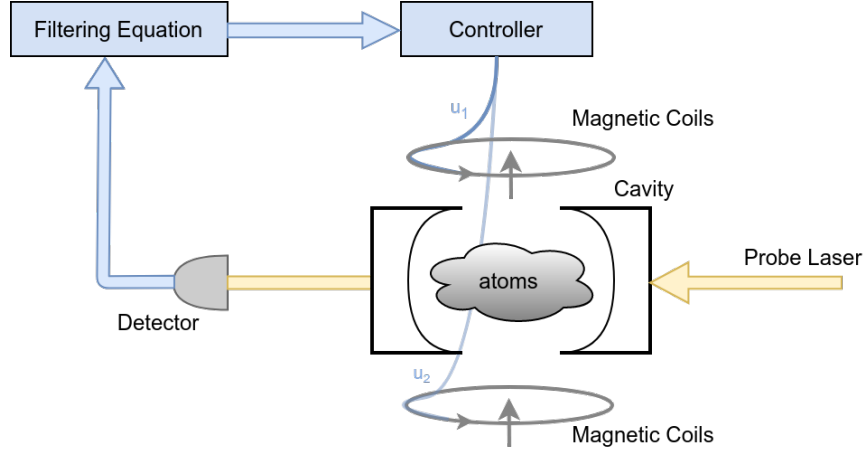 Filtering Equation
Controller
u₁
Magnetic Coils
Cavity
atoms
Probe Laser
Detector
u₂
Magnetic Coils